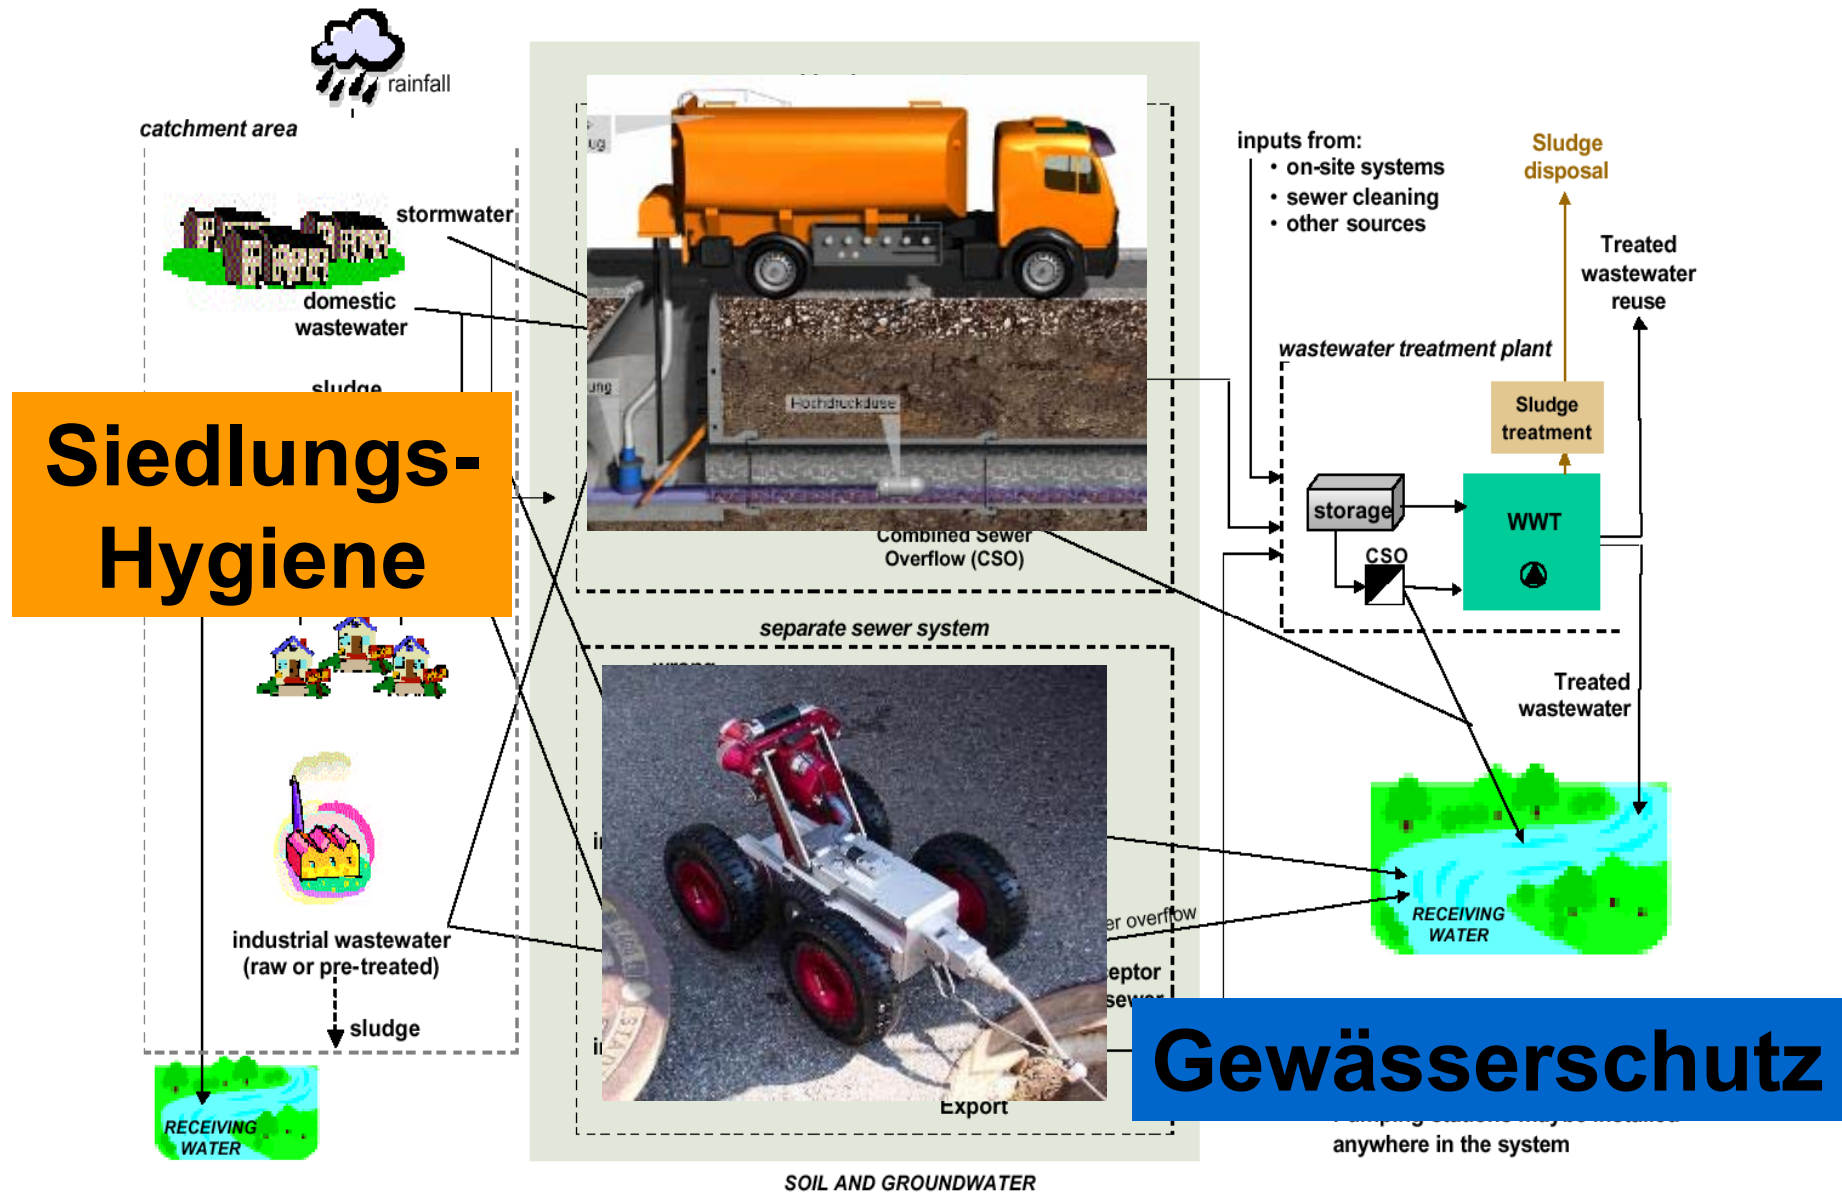 rainfall
catchment area
stormwater
domestic
wastewater
sludge
Siedlungs-
Hygiene
industrial wastewater
(raw or pre-treated)
sludge
RECEIVING
WATER
Hochdruckdüse
Combined Sewer
Overflow (CSO)
separate sewer system
wrong
er overflow
ceptor
sewer
Export
SOIL AND GROUNDWATER
inputs from:
• on-site systems
• sewer cleaning
• other sources
Sludge
disposal
Treated
wastewater
reuse
wastewater treatment plant
Sludge
treatment
storage
WWT
CSO
Treated
wastewater
RECEIVING
WATER
Gewässerschutz
anywhere in the system